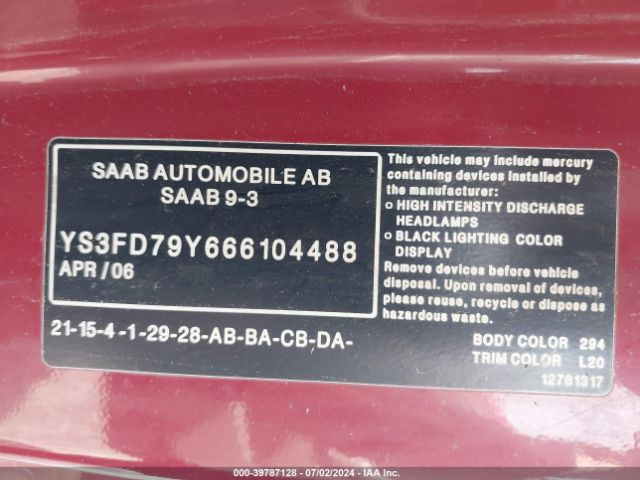 SAAB AUTOMOBILE AB
SAAB 9-3
YS3FD79Y666104488
APR/06
21-15-4-1-29-28-AB-BA-CB-DA-
This vehicle may include mercury
containing devices installed by
the manufacturer:
o HIGH INTENSITY DISCHARGE
HEADLAMPS
o BLACK LIGHTING COLOR
DISPLAY
Remove devices before vehicle
disposal. Upon removal of devices,
please reuse, recycle or dispose as
hazardous waste.
BODY COLOR 294
TRIM COLOR L20
12781317
000-39787128 - 07/02/2024 - IAA Inc.